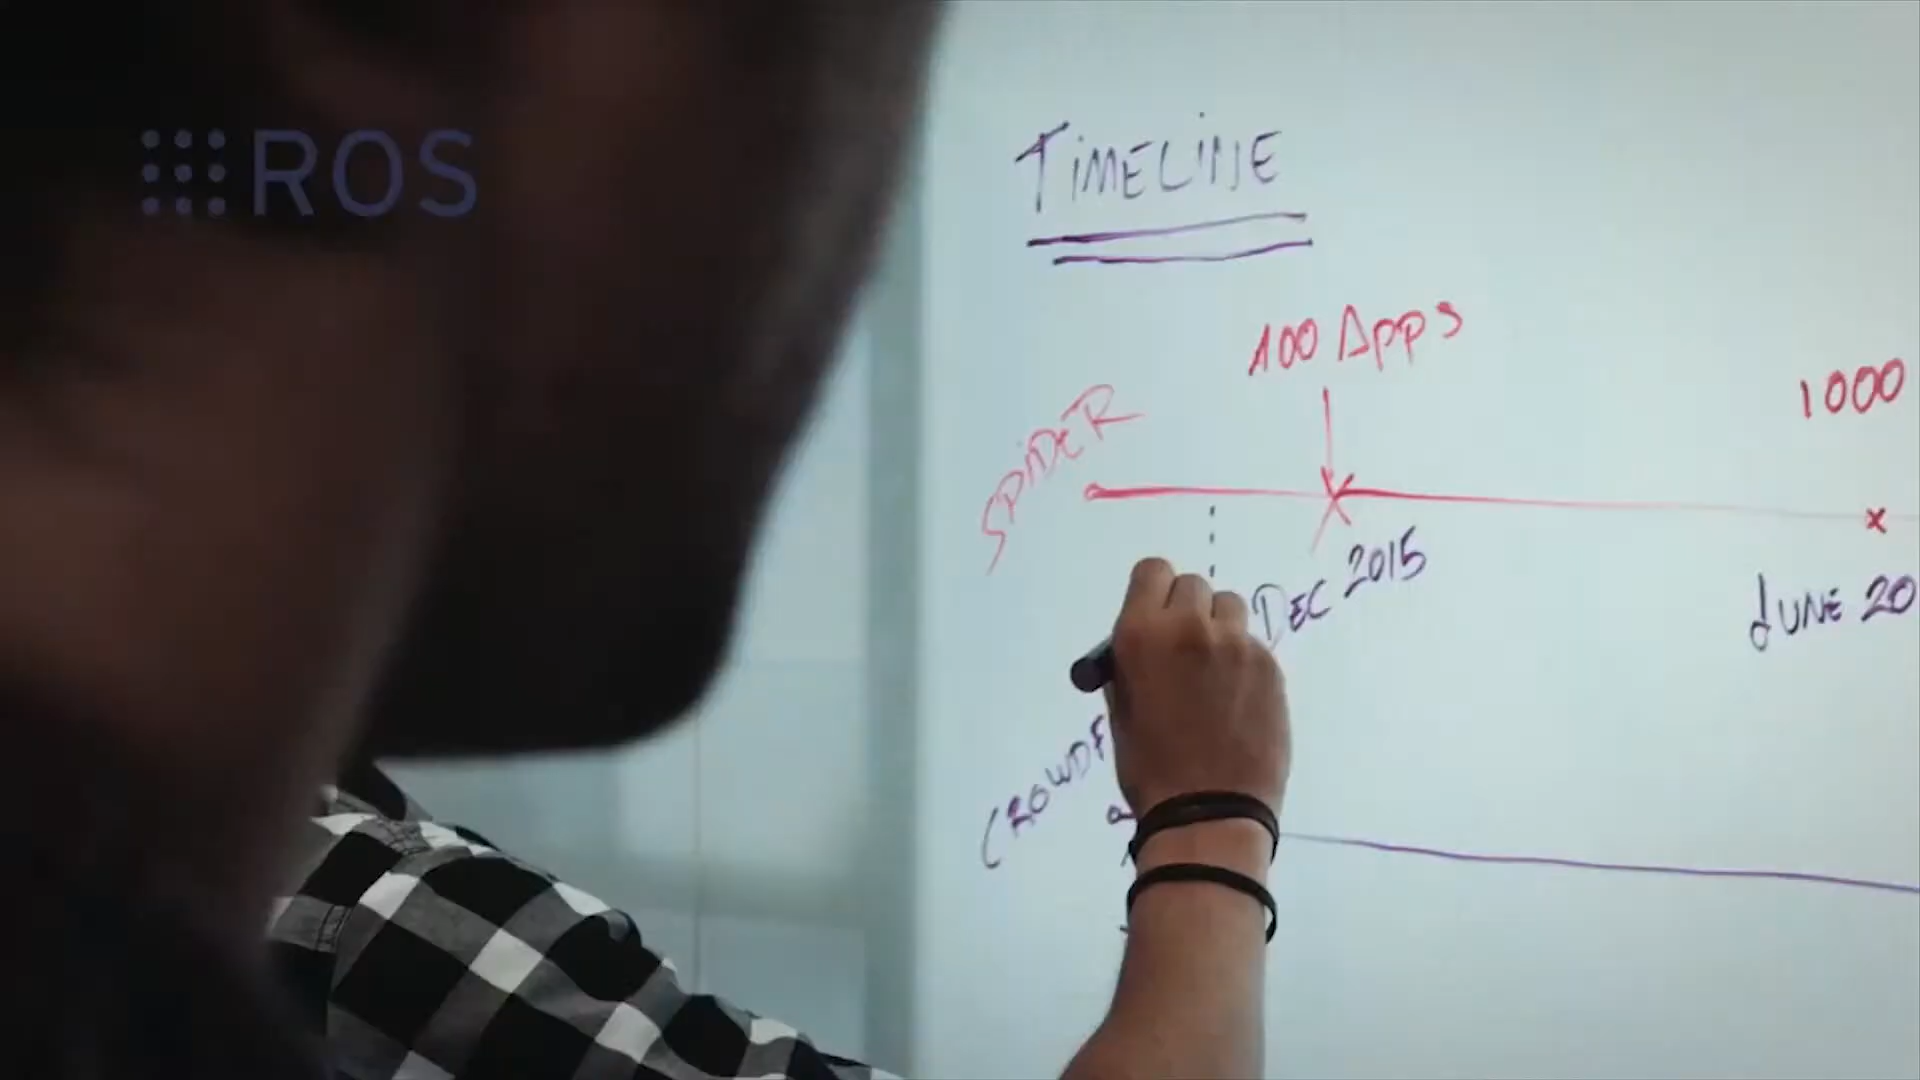 ROS
TIMELINE
100 APPS
1000
SPIDER
DEC 2015
JUNE 20
CROWDF